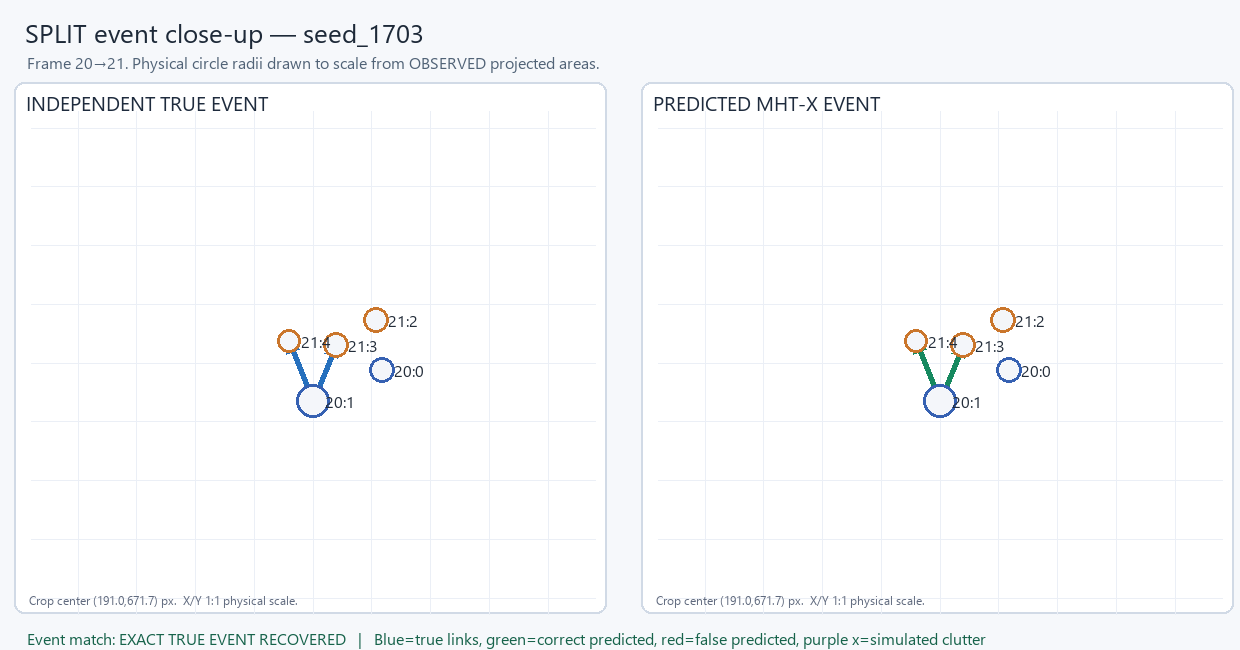 SPLIT event close-up — seed_1703
Frame 20→21. Physical circle radii drawn to scale from OBSERVED projected areas.
INDEPENDENT TRUE EVENT
21:2
21:4
21:3
20:0
20:1
Crop center (191.0,671.7) px.  X/Y 1:1 physical scale.
PREDICTED MHT-X EVENT
21:2
21:4
21:3
20:0
20:1
Crop center (191.0,671.7) px.  X/Y 1:1 physical scale.
Event match: EXACT TRUE EVENT RECOVERED  |  Blue=true links, green=correct predicted, red=false predicted, purple x=simulated clutter